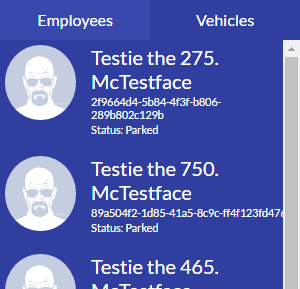 Employees Vehicles
Testie the 275.
McTestface
2f9664d4-5b84-4f3f-b806-
289b802c129b
Status: Parked
Testie the 750.
McTestface
89a504f2-1d85-41a5-8c9c-ff4f123fd47
Status: Parked
Testie the 465.
McTestface